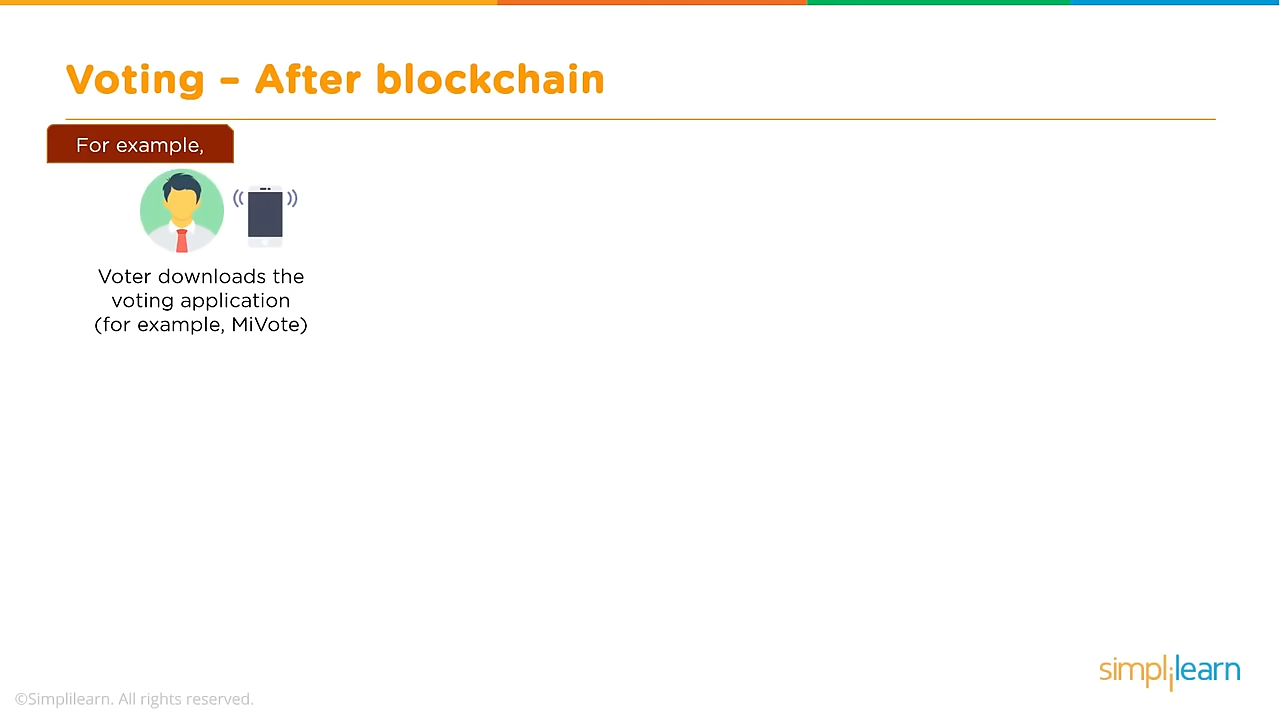 Voting – After blockchain
For example,
Voter downloads the
voting application
(for example, MiVote)
simplilearn
©Simplilearn. All rights reserved.